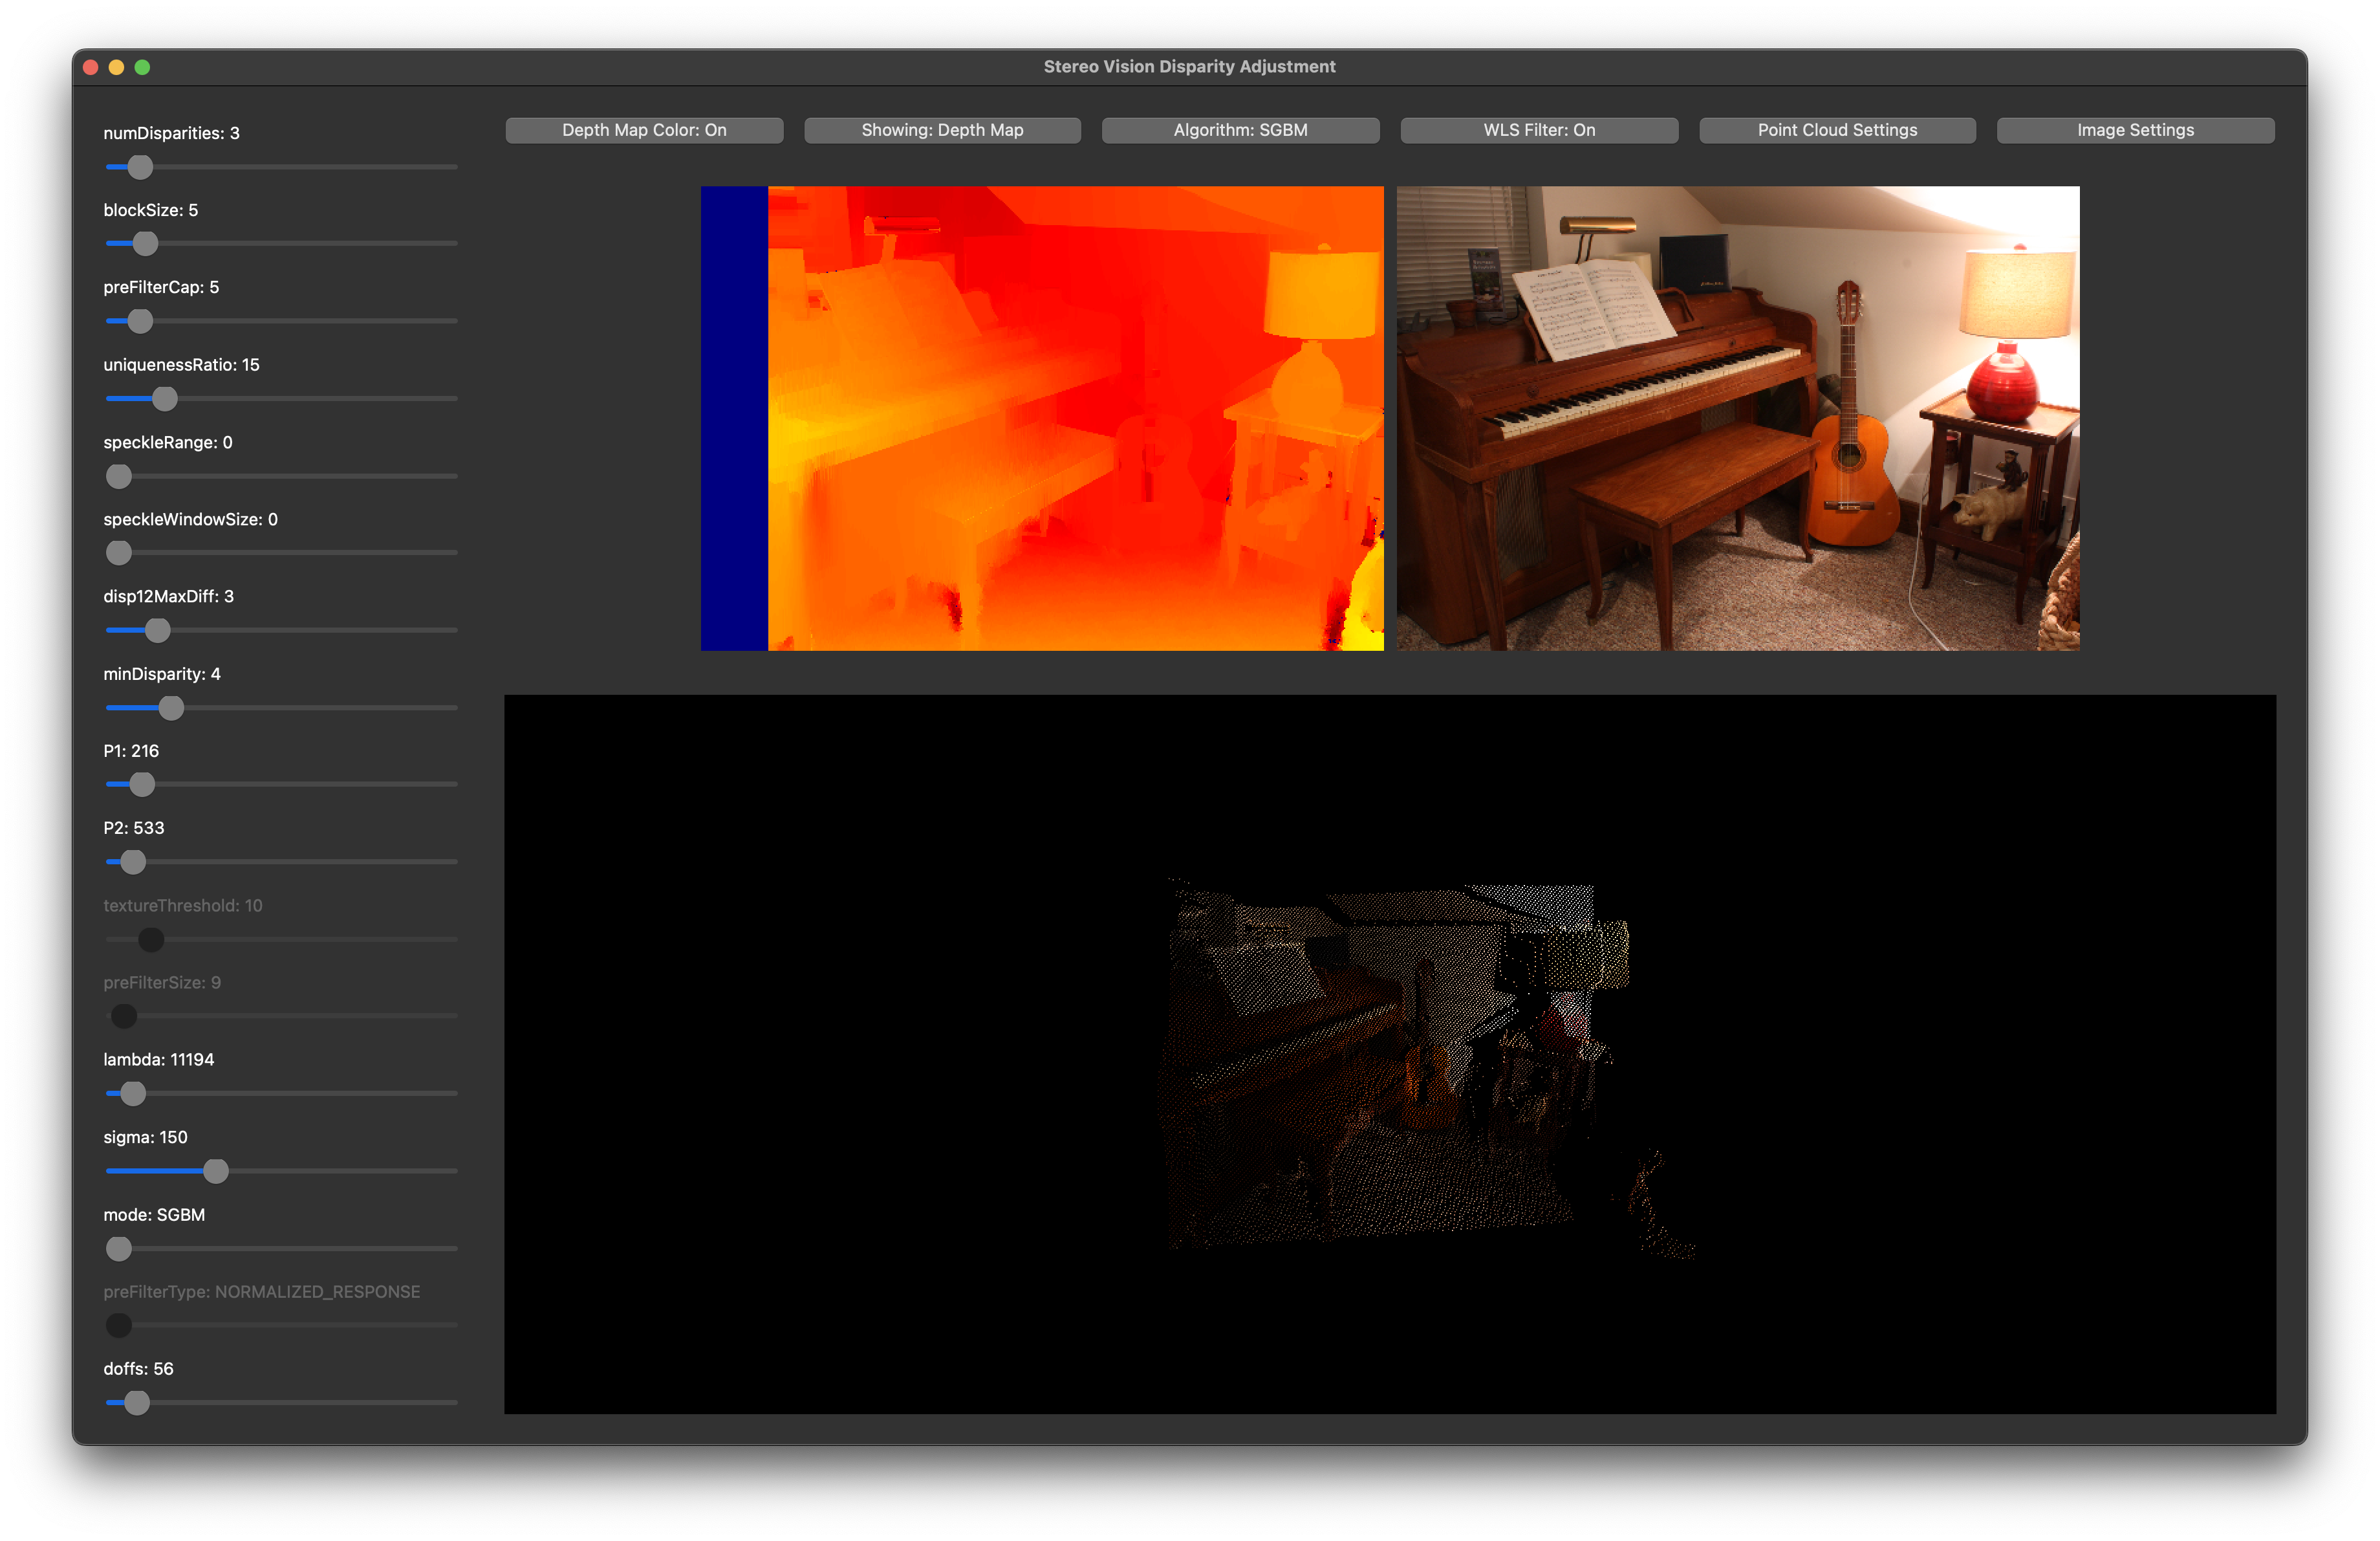 Stereo Vision Disparity Adjustment
Depth Map Color: On
Showing: Depth Map
Algorithm: SGBM
WLS Filter: On
Point Cloud Settings
Image Settings
numDisparities: 3
blockSize: 5
preFilterCap: 5
uniquenessRatio: 15
speckleRange: 0
speckleWindowSize: 0
disp12MaxDiff: 3
minDisparity: 4
P1: 216
P2: 533
textureThreshold: 10
preFilterSize: 9
lambda: 11194
sigma: 150
mode: SGBM
preFilterType: NORMALIZED_RESPONSE
doffs: 56